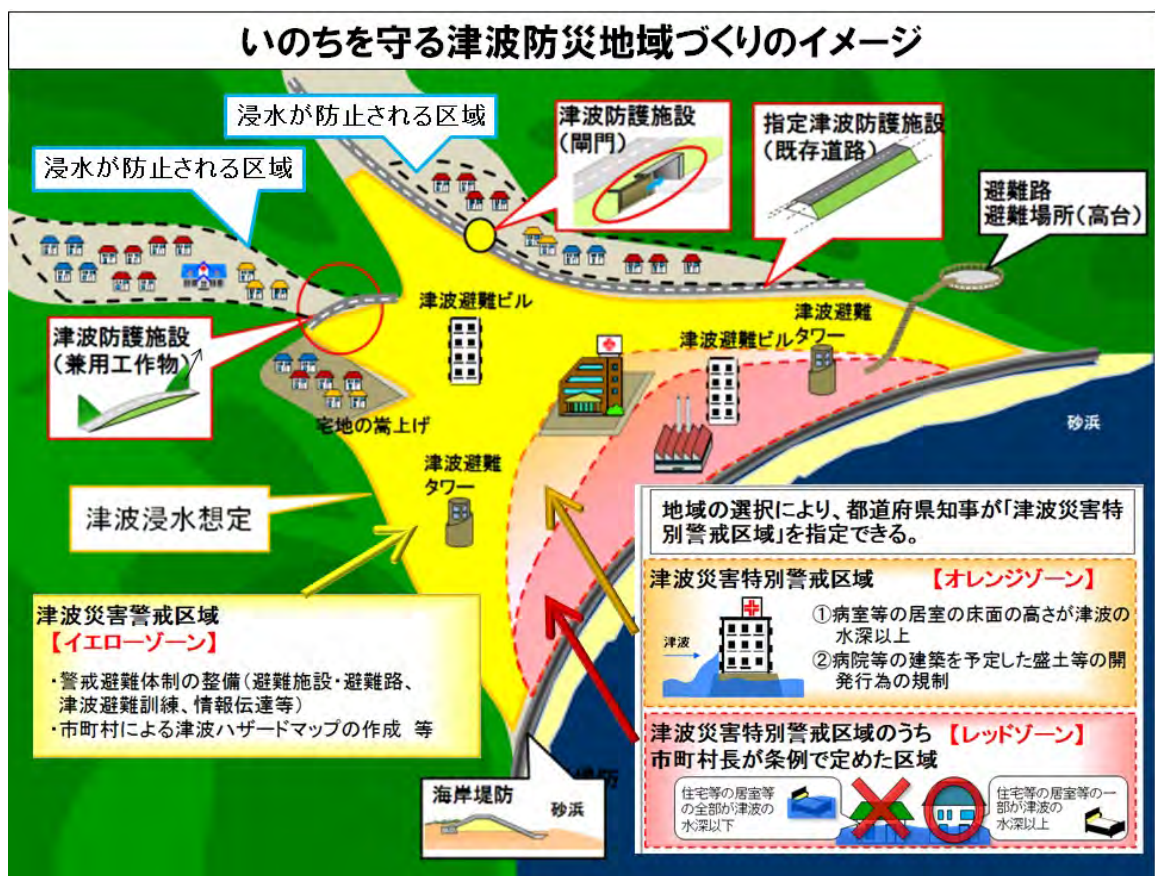 いのちを守る津波防災地域づくりのイメージ
浸水が防止される区域
浸水が防止される区域
津波防護施設
(閘門)
指定津波防護施設
(既存道路)
避難路
避難場所(高台)
津波防護施設
(兼用工作物)
津波避難ビル
津波避難ビル
津波避難
タワー
宅地の嵩上げ
津波避難
タワー
砂浜
津波浸水想定
津波災害警戒区域
【イエローゾーン】
・警戒避難体制の整備(避難施設・避難路、
津波避難訓練、情報伝達等)
・市町村による津波ハザードマップの作成 等
地域の選択により、都道府県知事が「津波災害特
別警戒区域」を指定できる。
津波災害特別警戒区域 【オレンジゾーン】
津波
①病室等の居室の床面の高さが津波の
水深以上
②病院等の建築を予定した盛土等の開
発行為の規制
津波災害特別警戒区域のうち 【レッドゾーン】
市町村長が条例で定めた区域
住宅等の居室等
の全部が津波の
水深以下
住宅等の居室等の一
部が津波の
水深以上
海岸堤防
砂浜